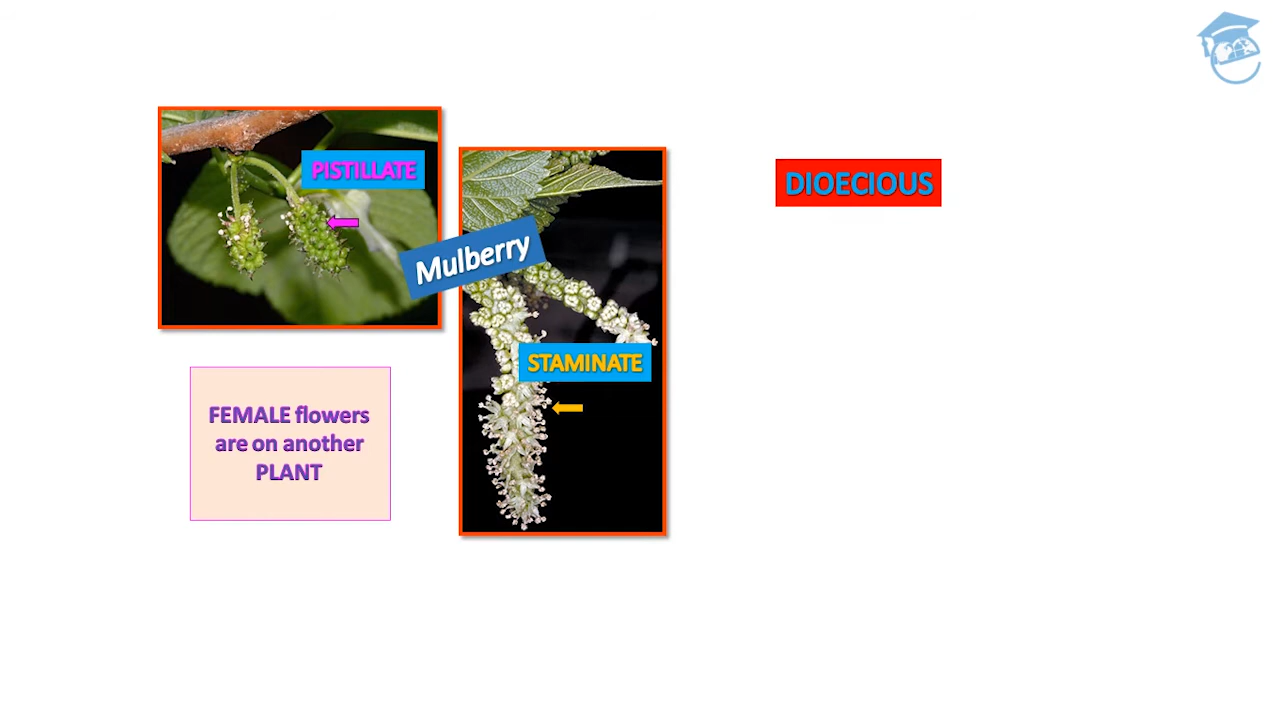 PISTILLATE
DIOECIOUS
Mulberry
STAMINATE
FEMALE flowers
are on another
PLANT